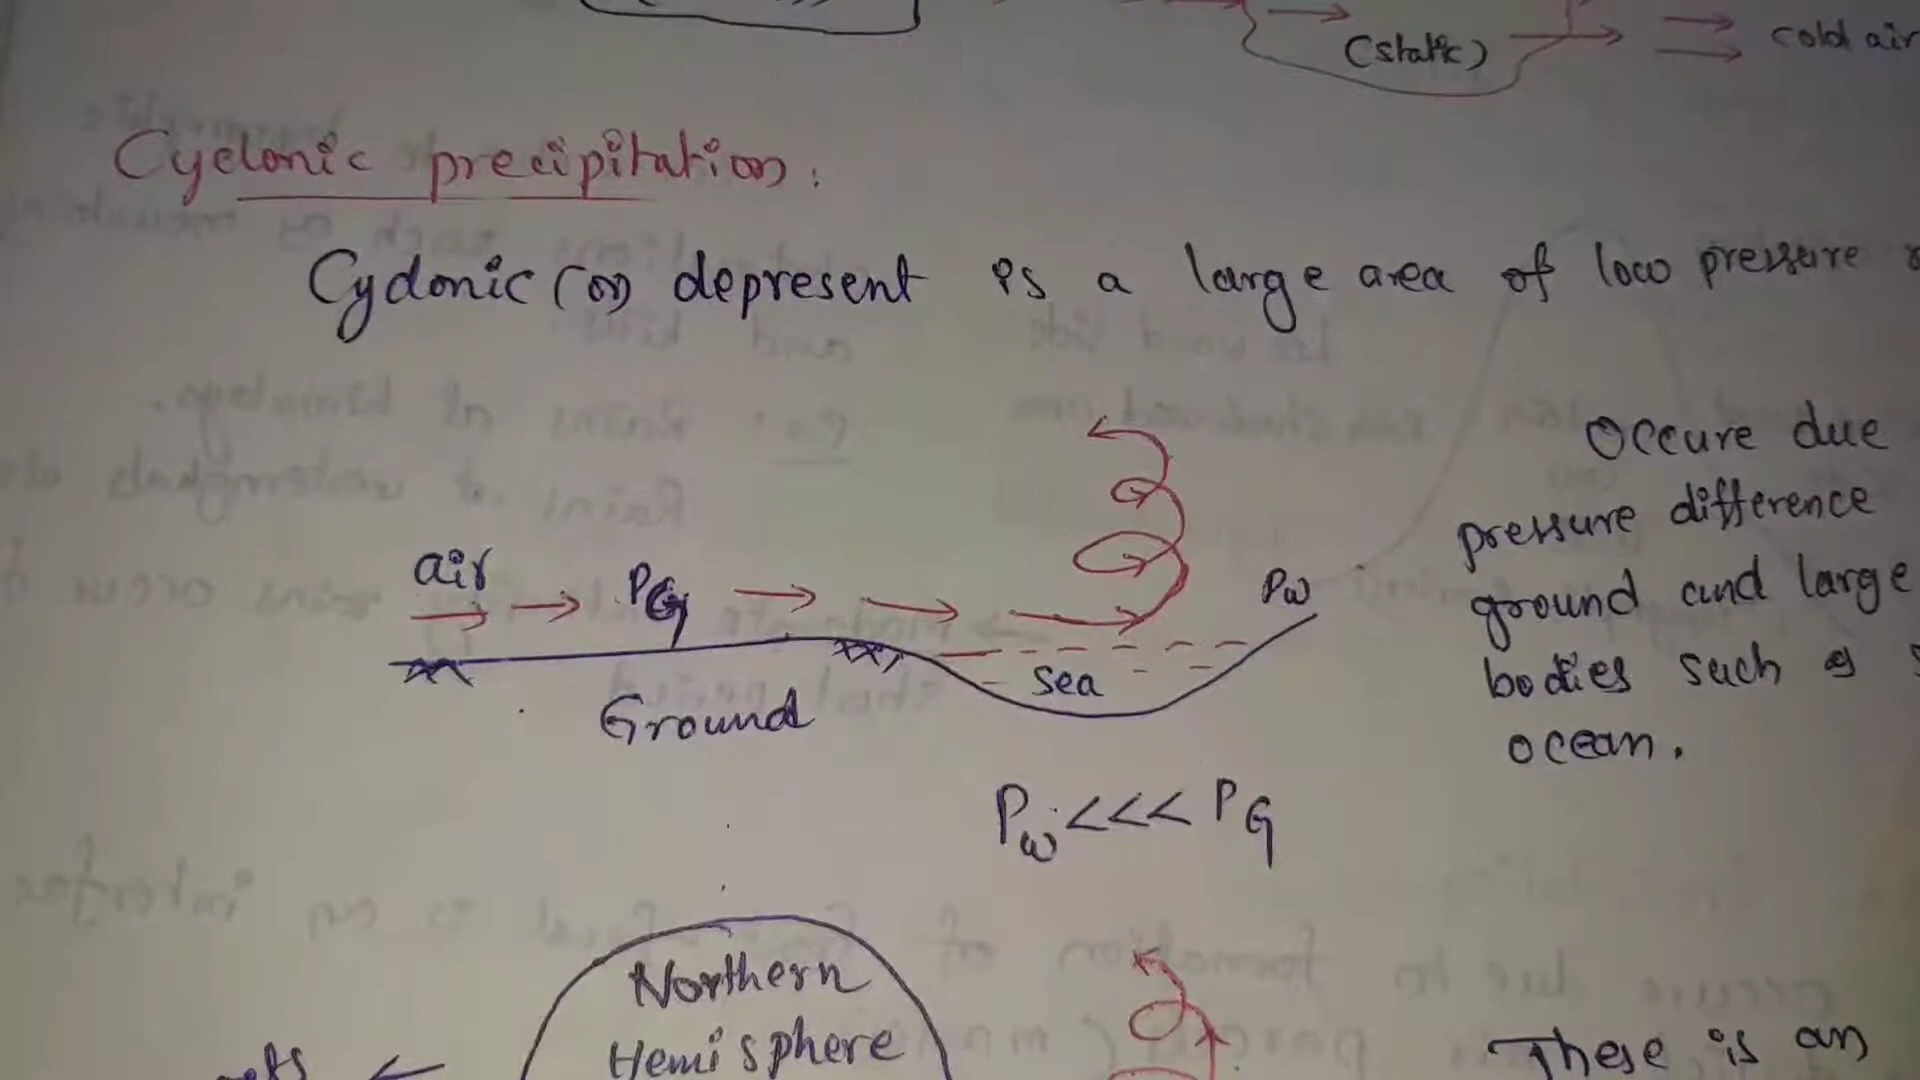 (static) cold air
Cyclonic precipitation:
Cyclonic (or) depresent is a large area of low pressure
Occure due
pressure difference
ground and large
bodies such as
ocean.
air PG Pw
sea
Ground
Pw <<< PG
Northern
Hemisphere
These is an